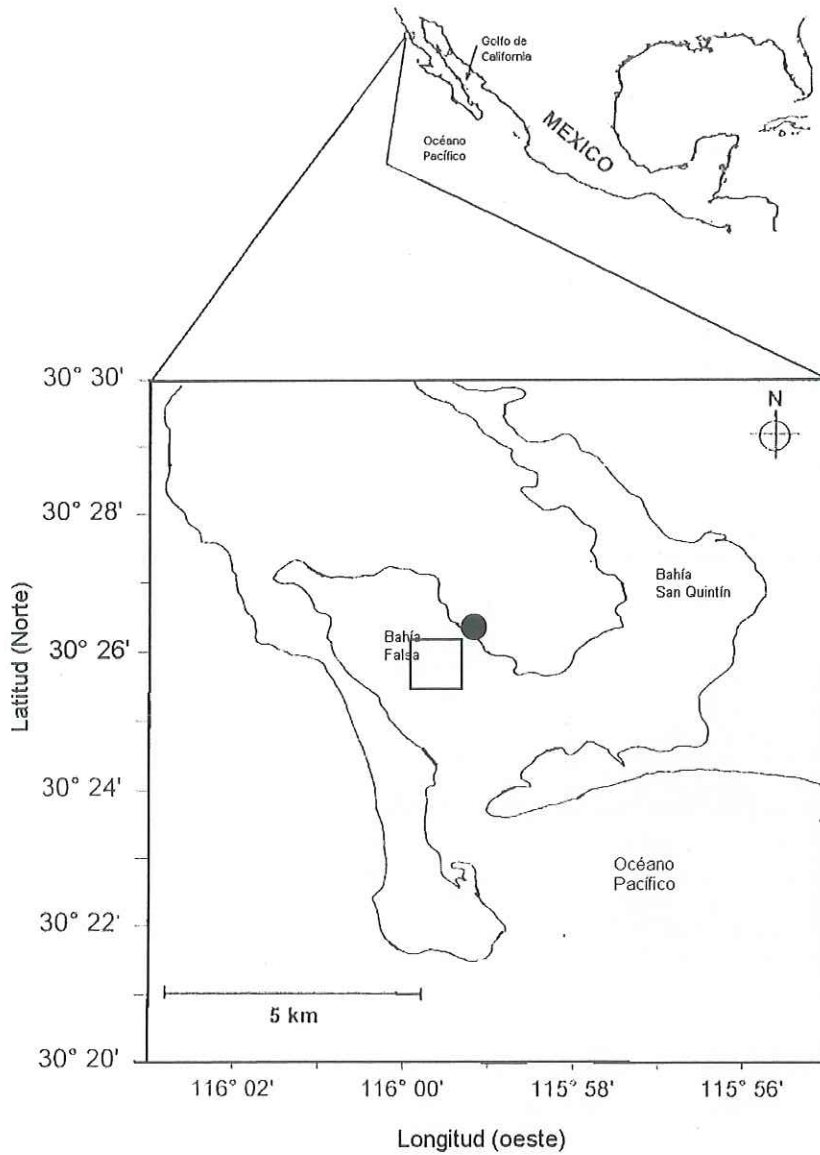 Golfo de
California
MEXICO
Océano
Pacífico
30° 30'
N
30° 28'
Bahía
San Quintín
Bahía
Falsa
30° 26'
Latitud (Norte)
30° 24'
Océano
Pacífico
30° 22'
5 km
30° 20'
116° 02'
116° 00'
115° 58'
115° 56'
Longitud (oeste)